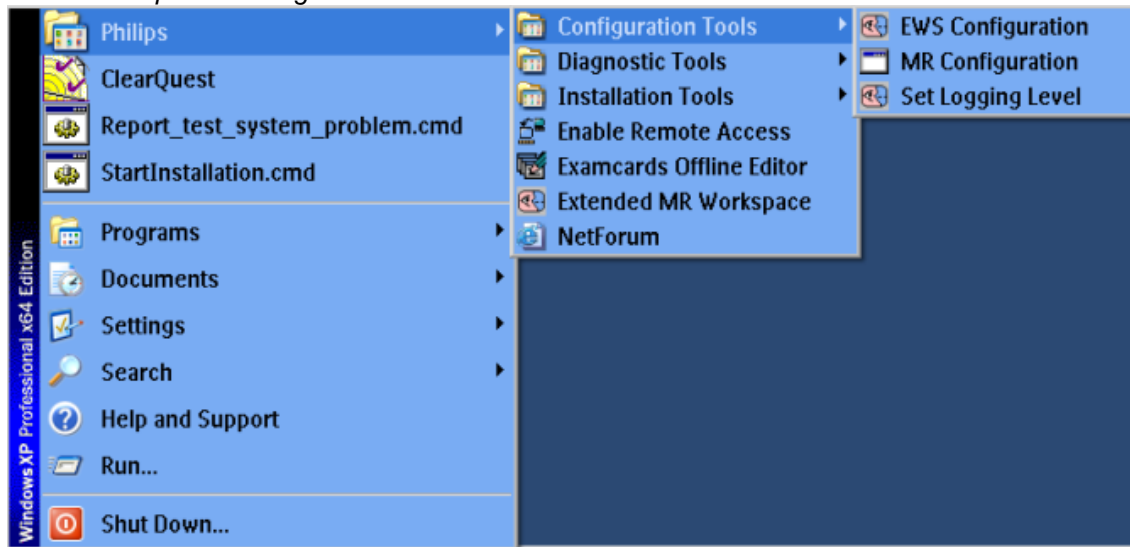 Philips
ClearQuest
Report_test_system_problem.cmd
StartInstallation.cmd
Programs
Documents
Settings
Search
Help and Support
Run...
Shut Down...
Windows XP Professional x64 Edition
Configuration Tools
Diagnostic Tools
Installation Tools
Enable Remote Access
Examcards Offline Editor
Extended MR Workspace
NetForum
EWS Configuration
MR Configuration
Set Logging Level